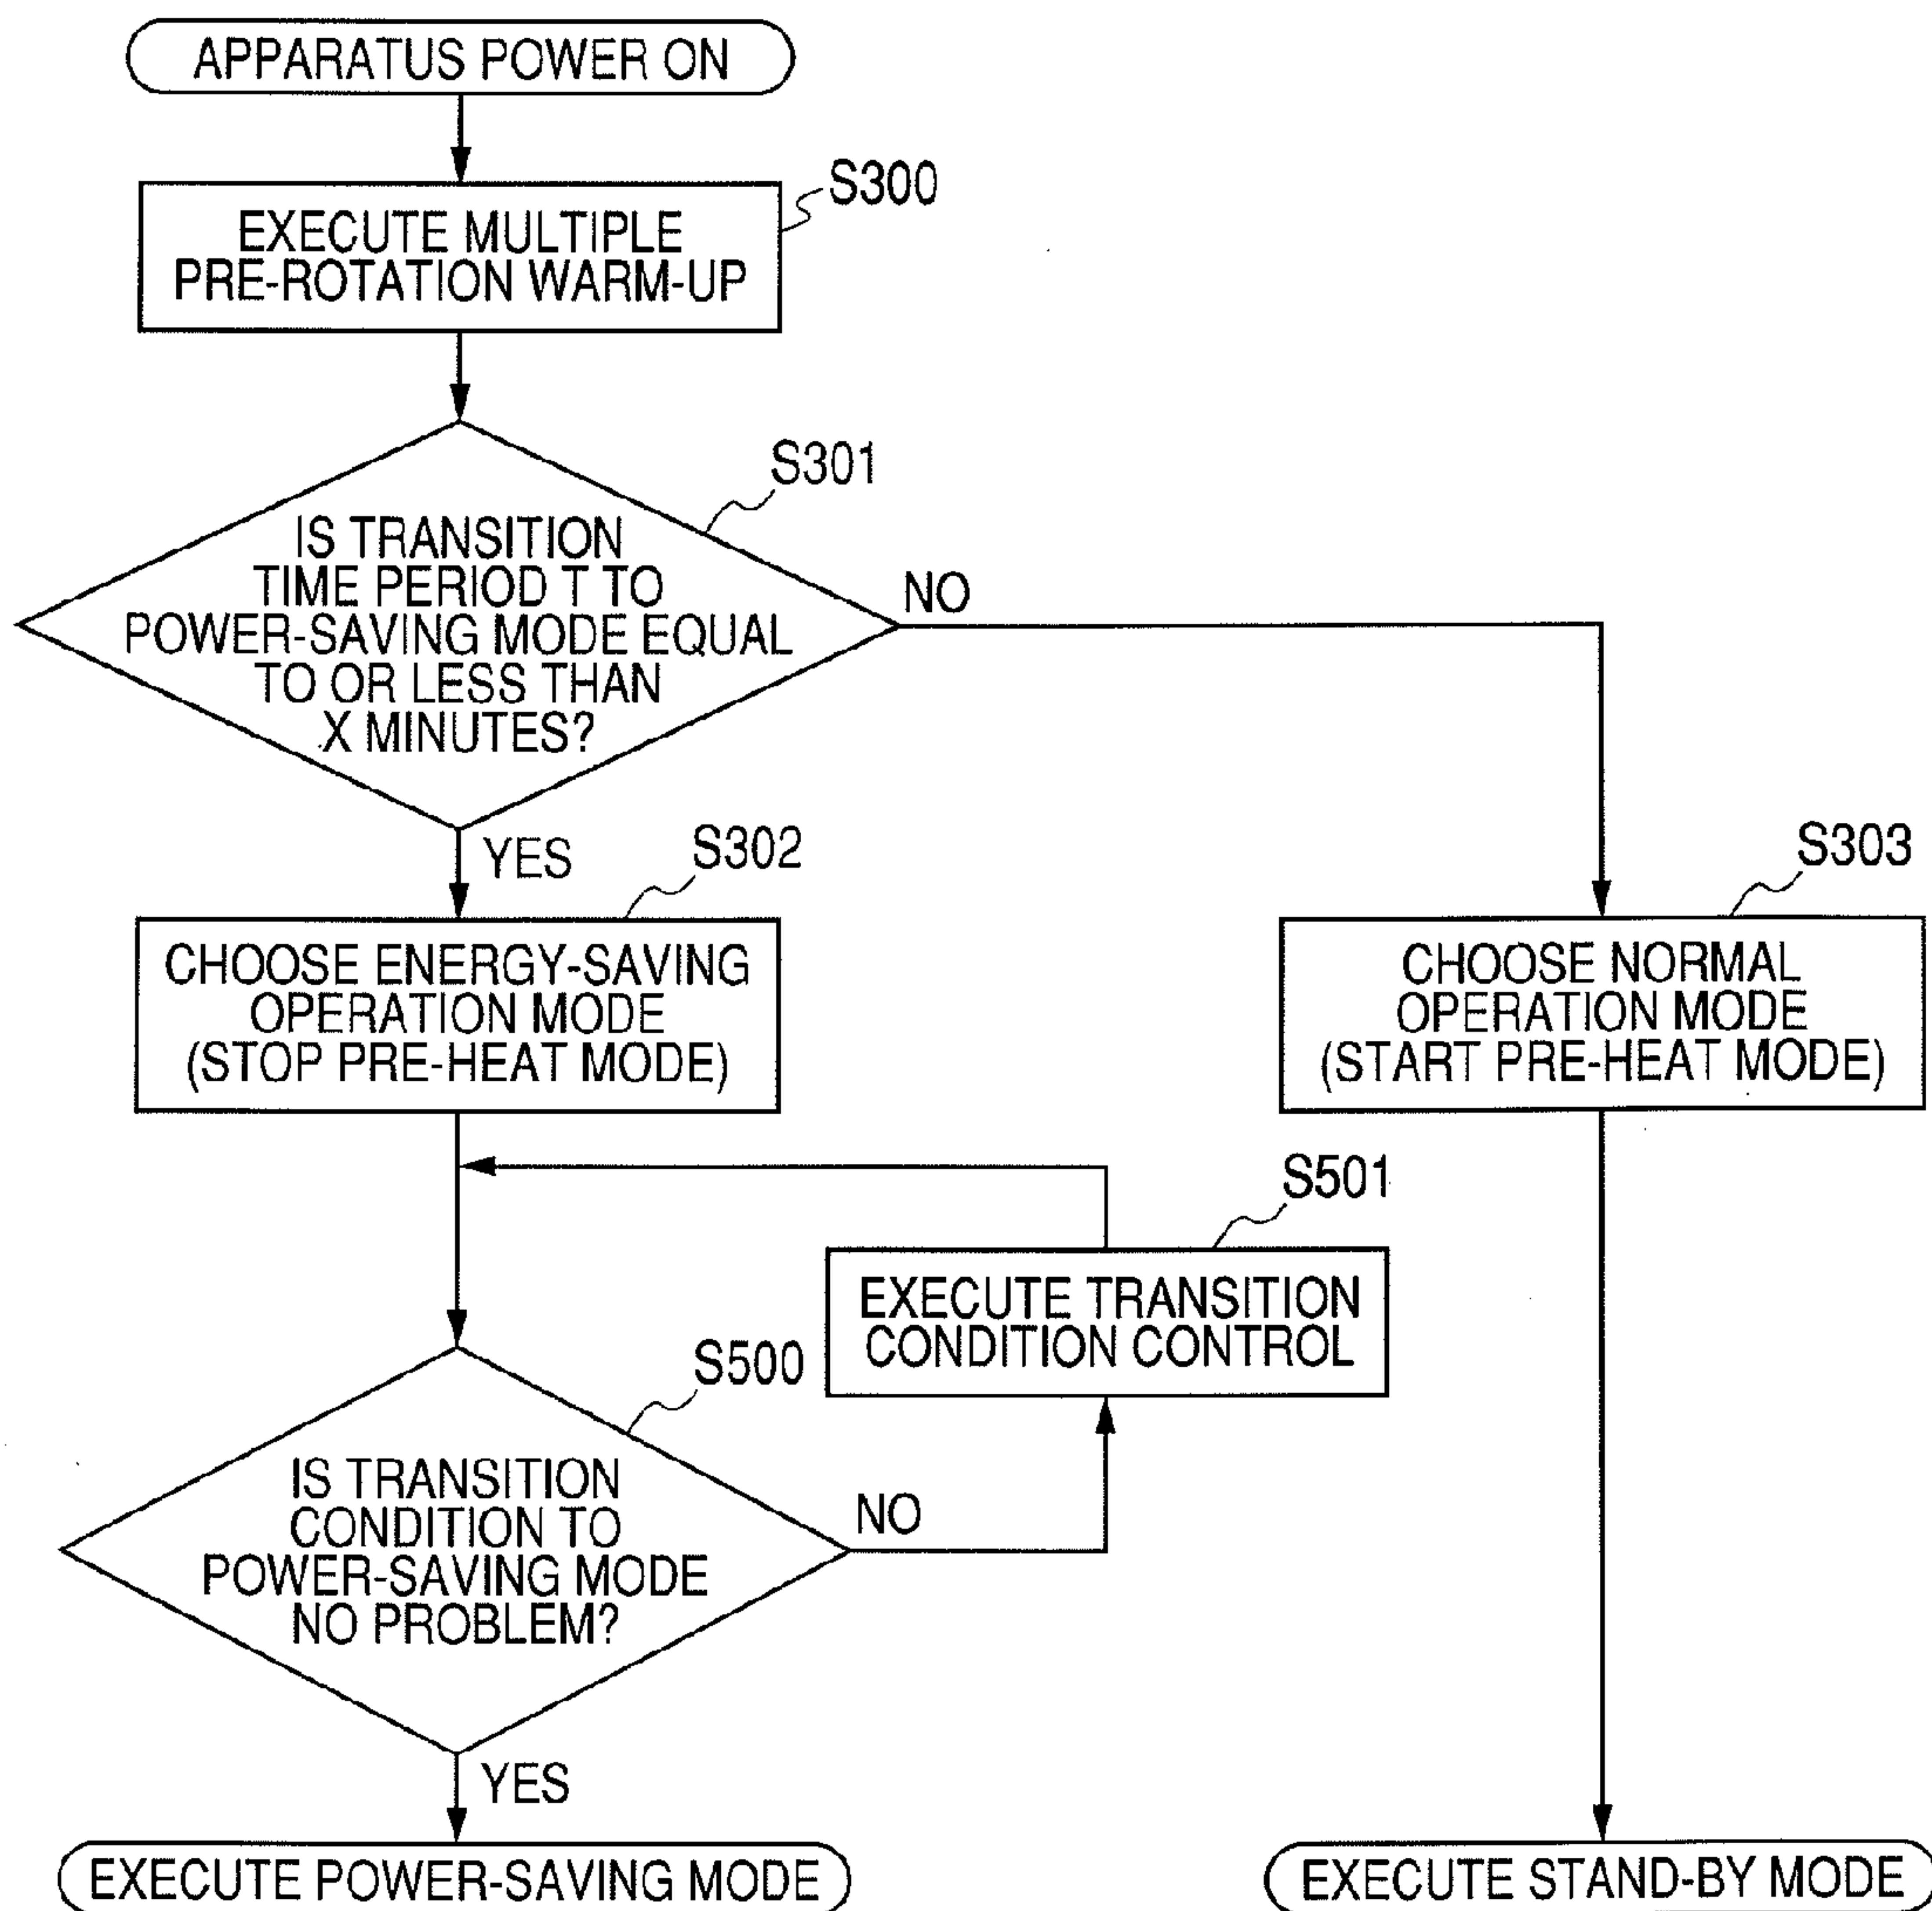 APPARATUS POWER ON
S300
EXECUTE MULTIPLE
PRE-ROTATION WARM-UP
S301
IS TRANSITION
TIME PERIOD T TO
POWER-SAVING MODE EQUAL
TO OR LESS THAN
X MINUTES?
NO
YES
S302
CHOOSE ENERGY-SAVING
OPERATION MODE
(STOP PRE-HEAT MODE)
S303
CHOOSE NORMAL
OPERATION MODE
(START PRE-HEAT MODE)
S501
EXECUTE TRANSITION
CONDITION CONTROL
S500
IS TRANSITION
CONDITION TO
POWER-SAVING MODE
NO PROBLEM?
NO
YES
EXECUTE POWER-SAVING MODE
EXECUTE STAND-BY MODE